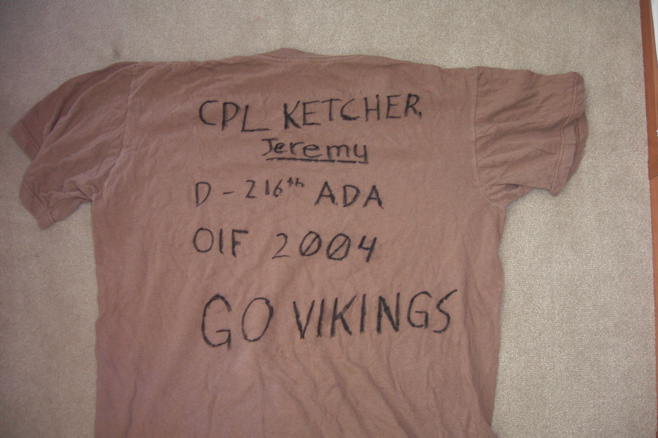 CPL KETCHER,
Jeremy
D - 216th ADA
OIF 2004
GO VIKINGS